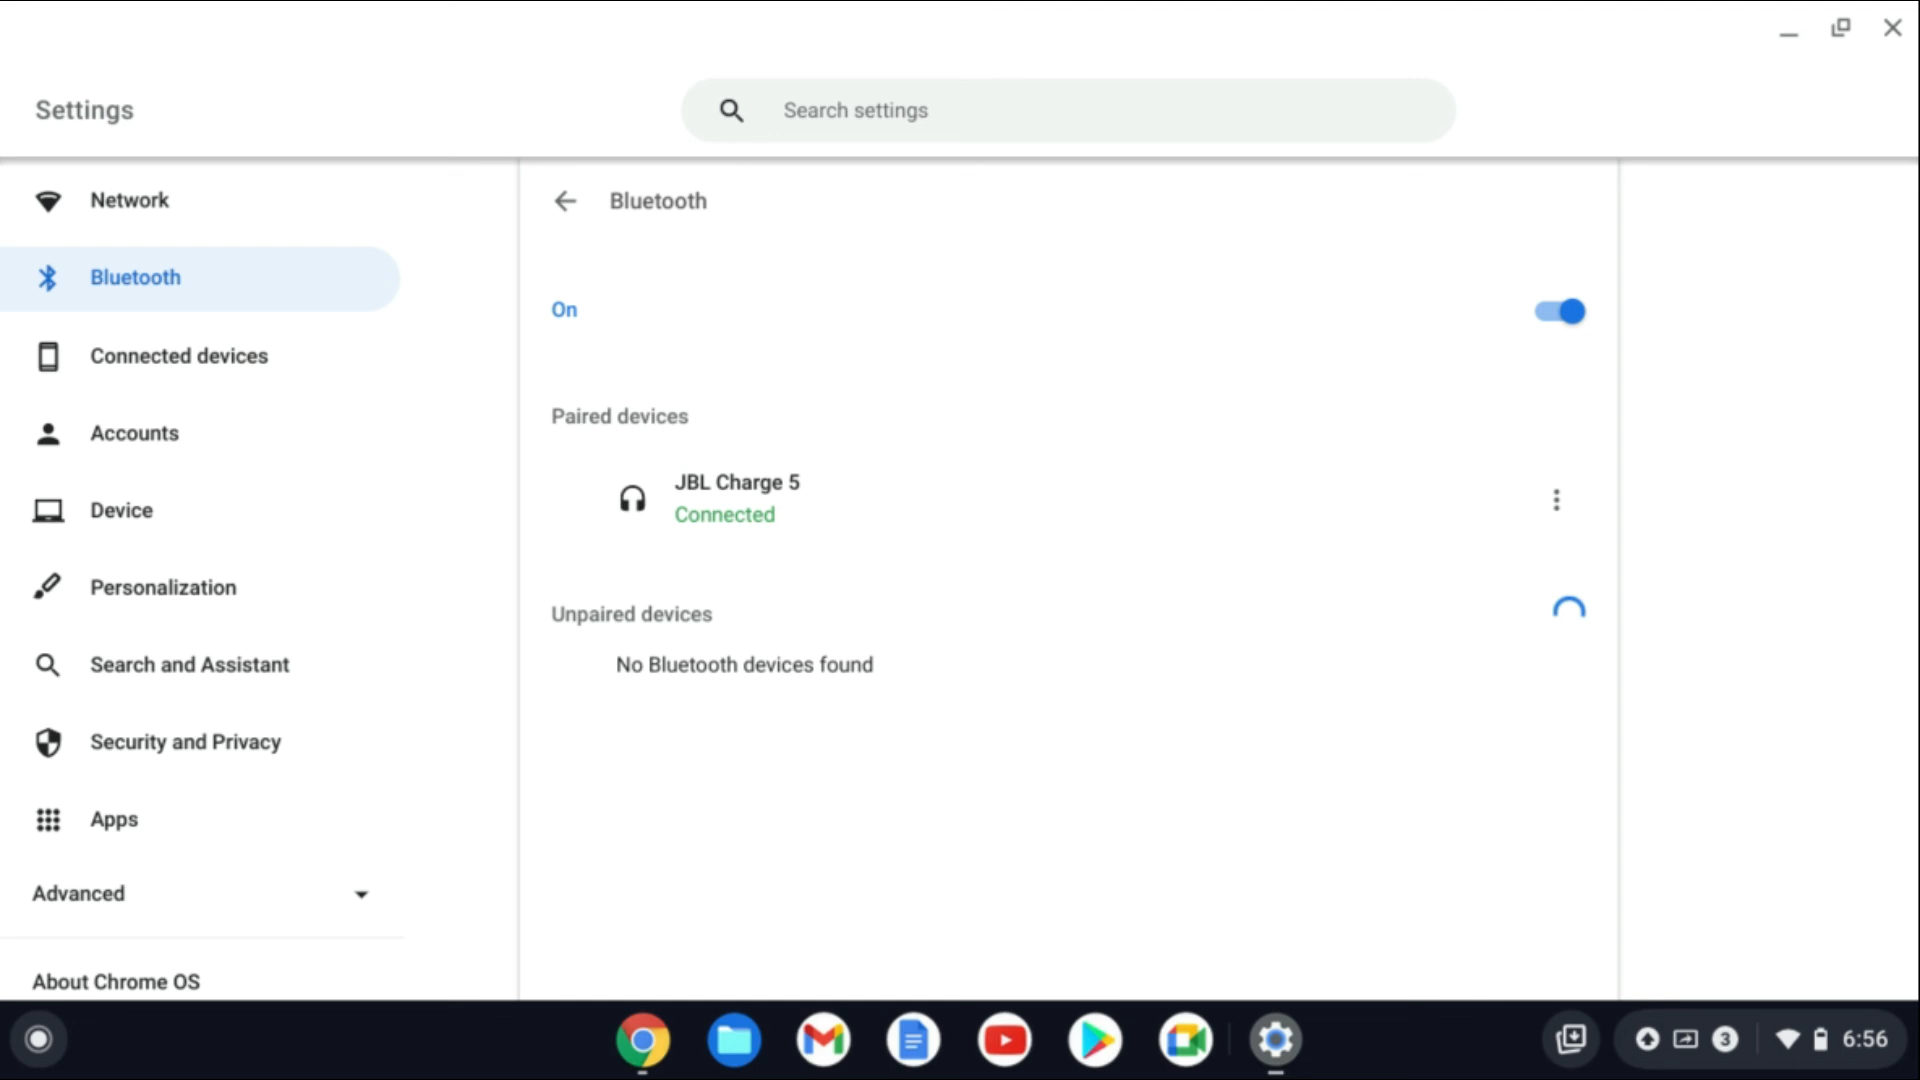 Settings
Search settings
Network
Bluetooth
Connected devices
Accounts
Device
Personalization
Search and Assistant
Security and Privacy
Apps
Advanced
About Chrome OS
Bluetooth
On
Paired devices
JBL Charge 5
Connected
Unpaired devices
No Bluetooth devices found
3
6:56